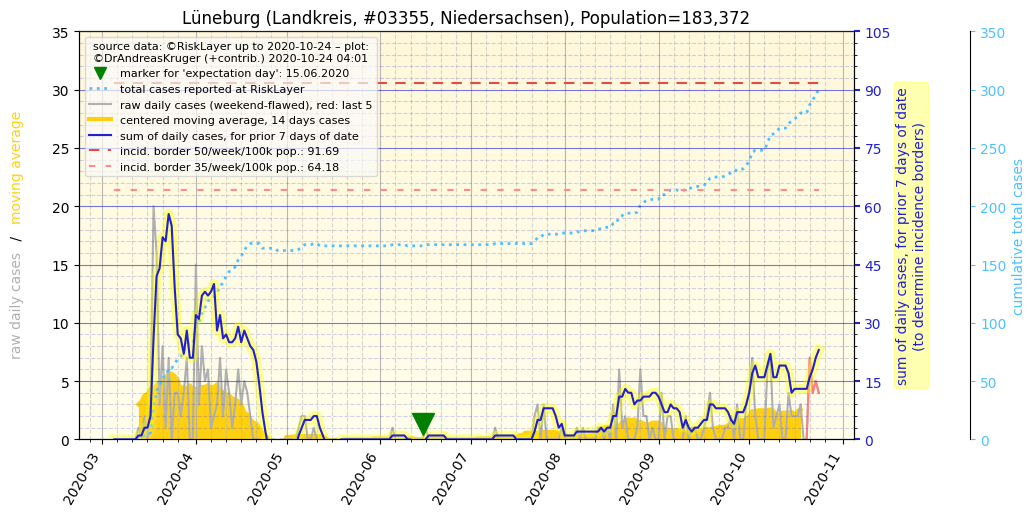 Lüneburg (Landkreis, #03355, Niedersachsen), Population=183,372
source data: ©RiskLayer up to 2020-10-24 – plot:
©DrAndreasKruger (+contrib.) 2020-10-24 04:01
marker for 'expectation day': 15.06.2020
total cases reported at RiskLayer
raw daily cases (weekend-flawed), red: last 5
centered moving average, 14 days cases
sum of daily cases, for prior 7 days of date
incid. border 50/week/100k pop.: 91.69
incid. border 35/week/100k pop.: 64.18
raw daily cases / moving average
35
30
25
20
15
10
5
0
2020-03
2020-04
2020-05
2020-06
2020-07
2020-08
2020-09
2020-10
2020-11
105
90
75
60
45
30
15
0
sum of daily cases, for prior 7 days of date
(to determine incidence borders)
350
300
250
200
150
100
50
0
cumulative total cases